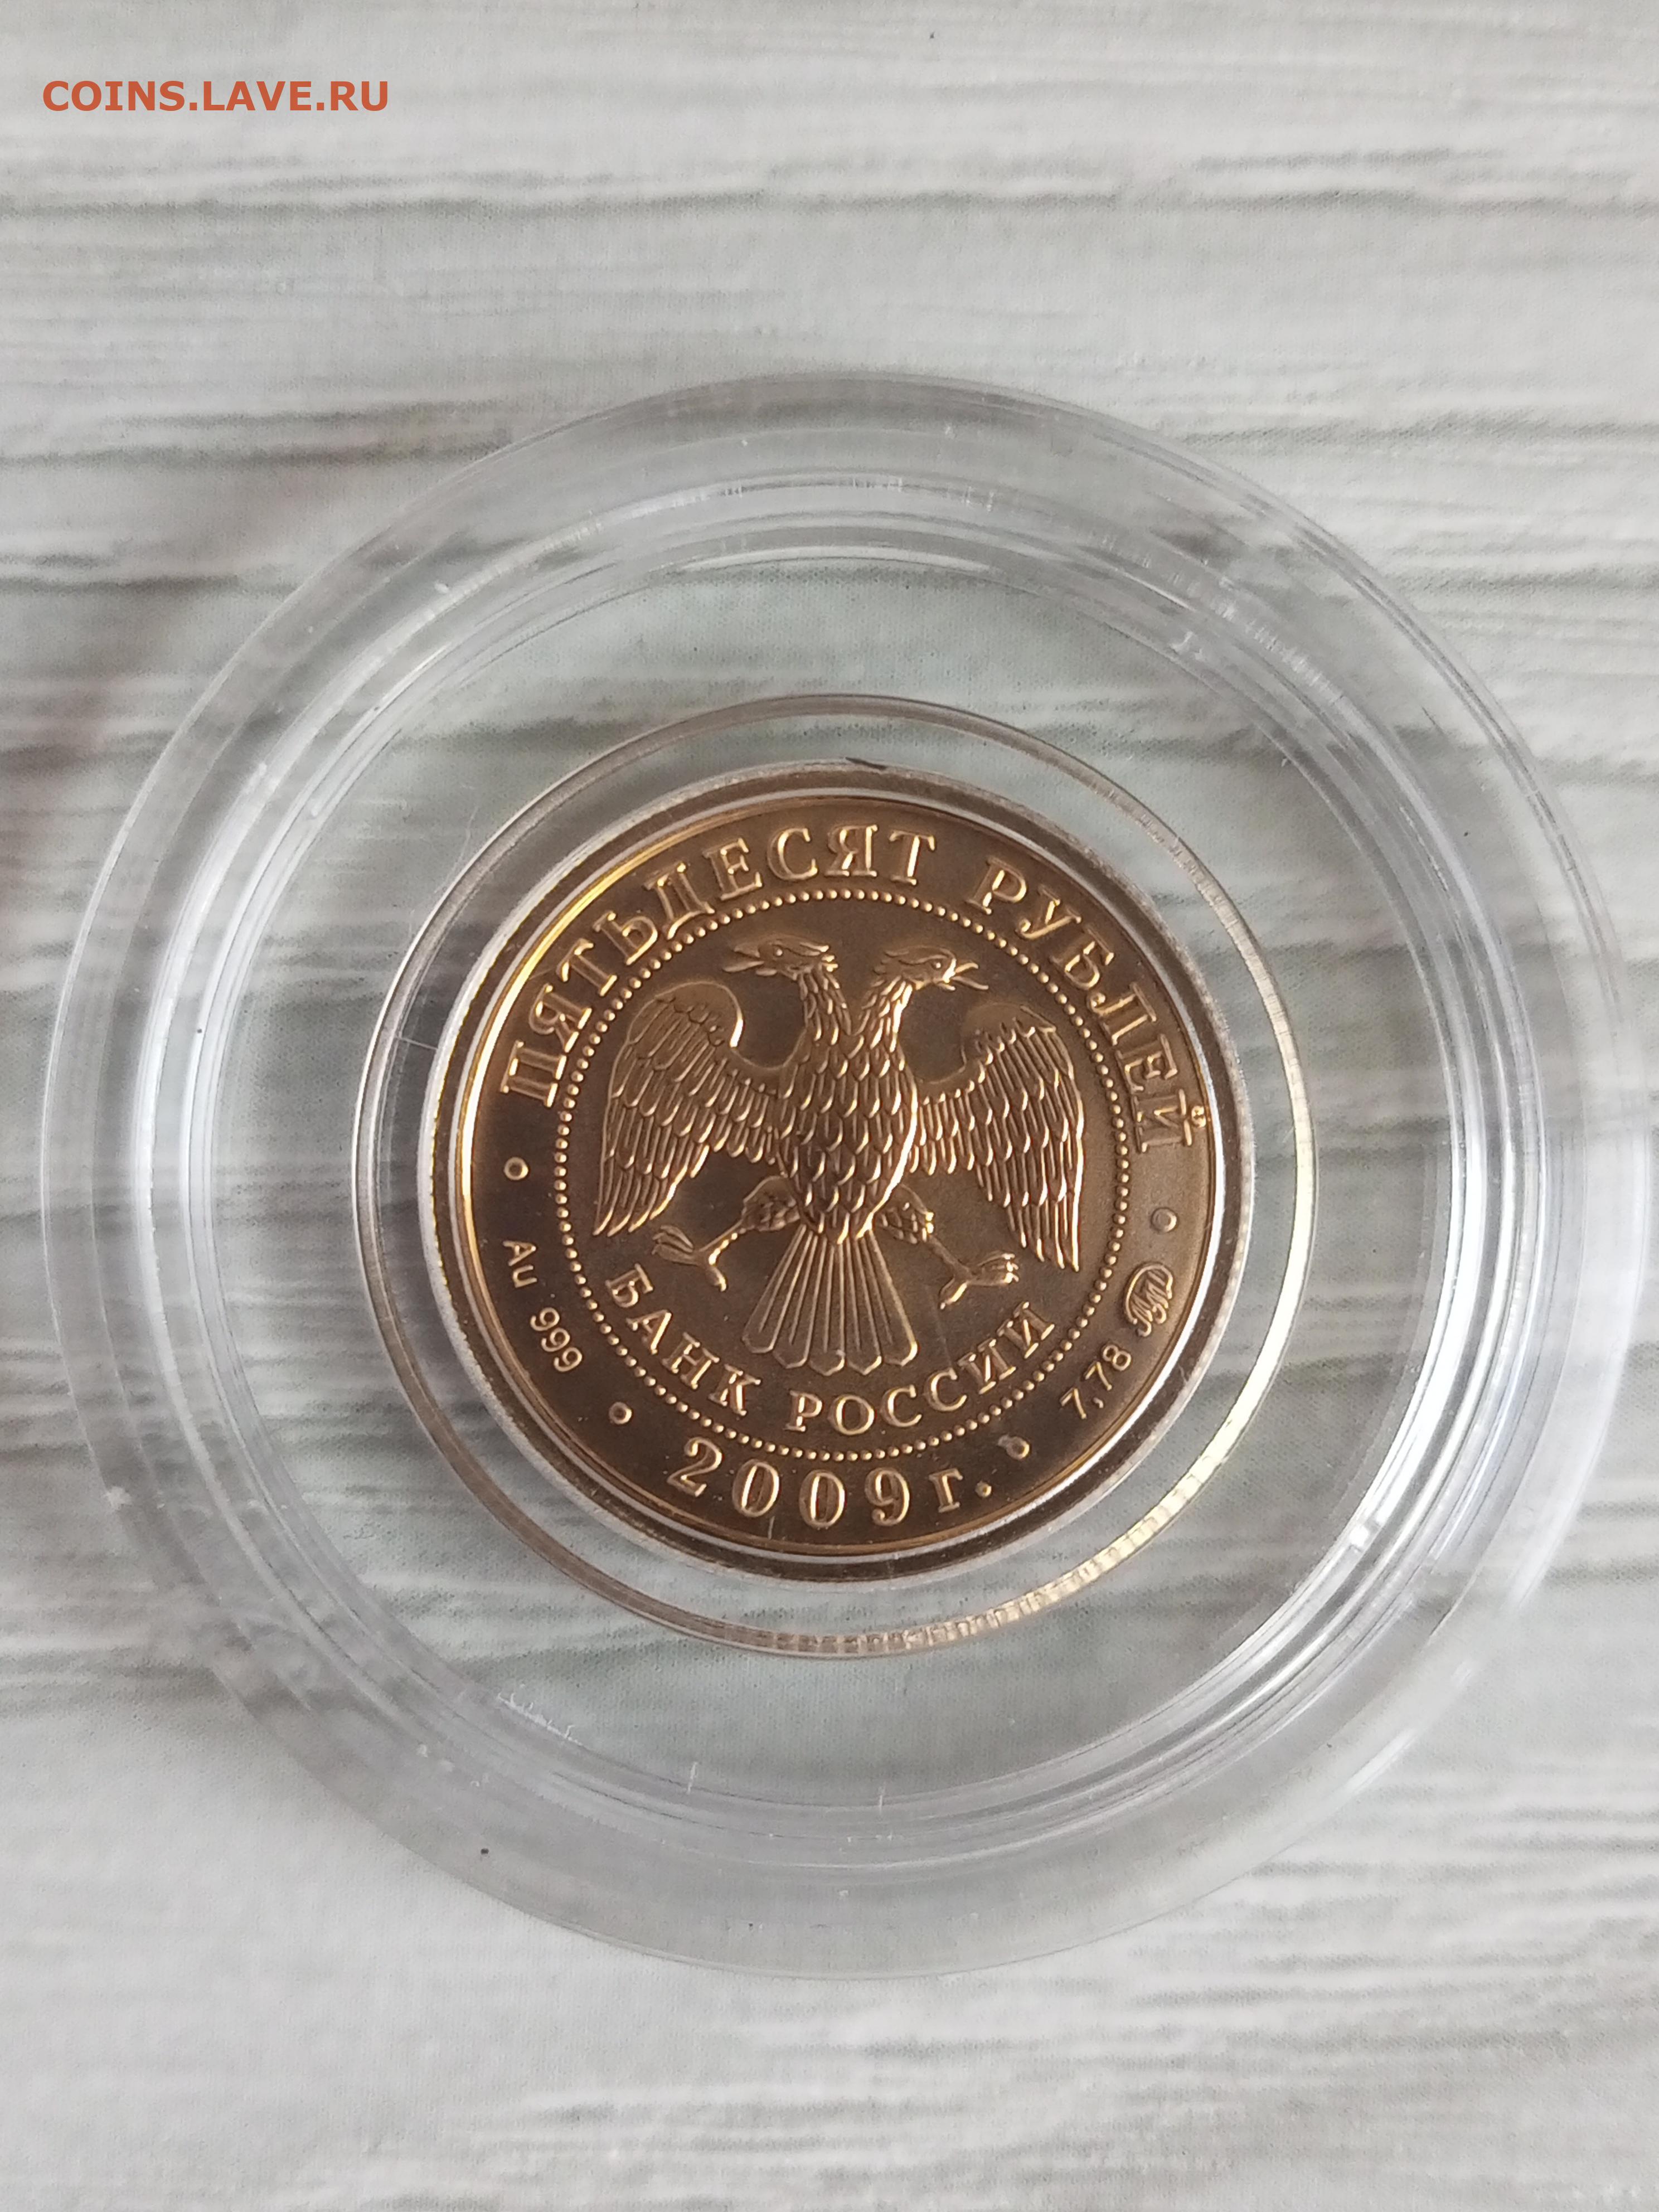 COINS.LAVE.RU
ПЯТЬДЕСЯТ РУБЛЕЙ
БАНК РОССИИ
Au 999
2009г.
7,78